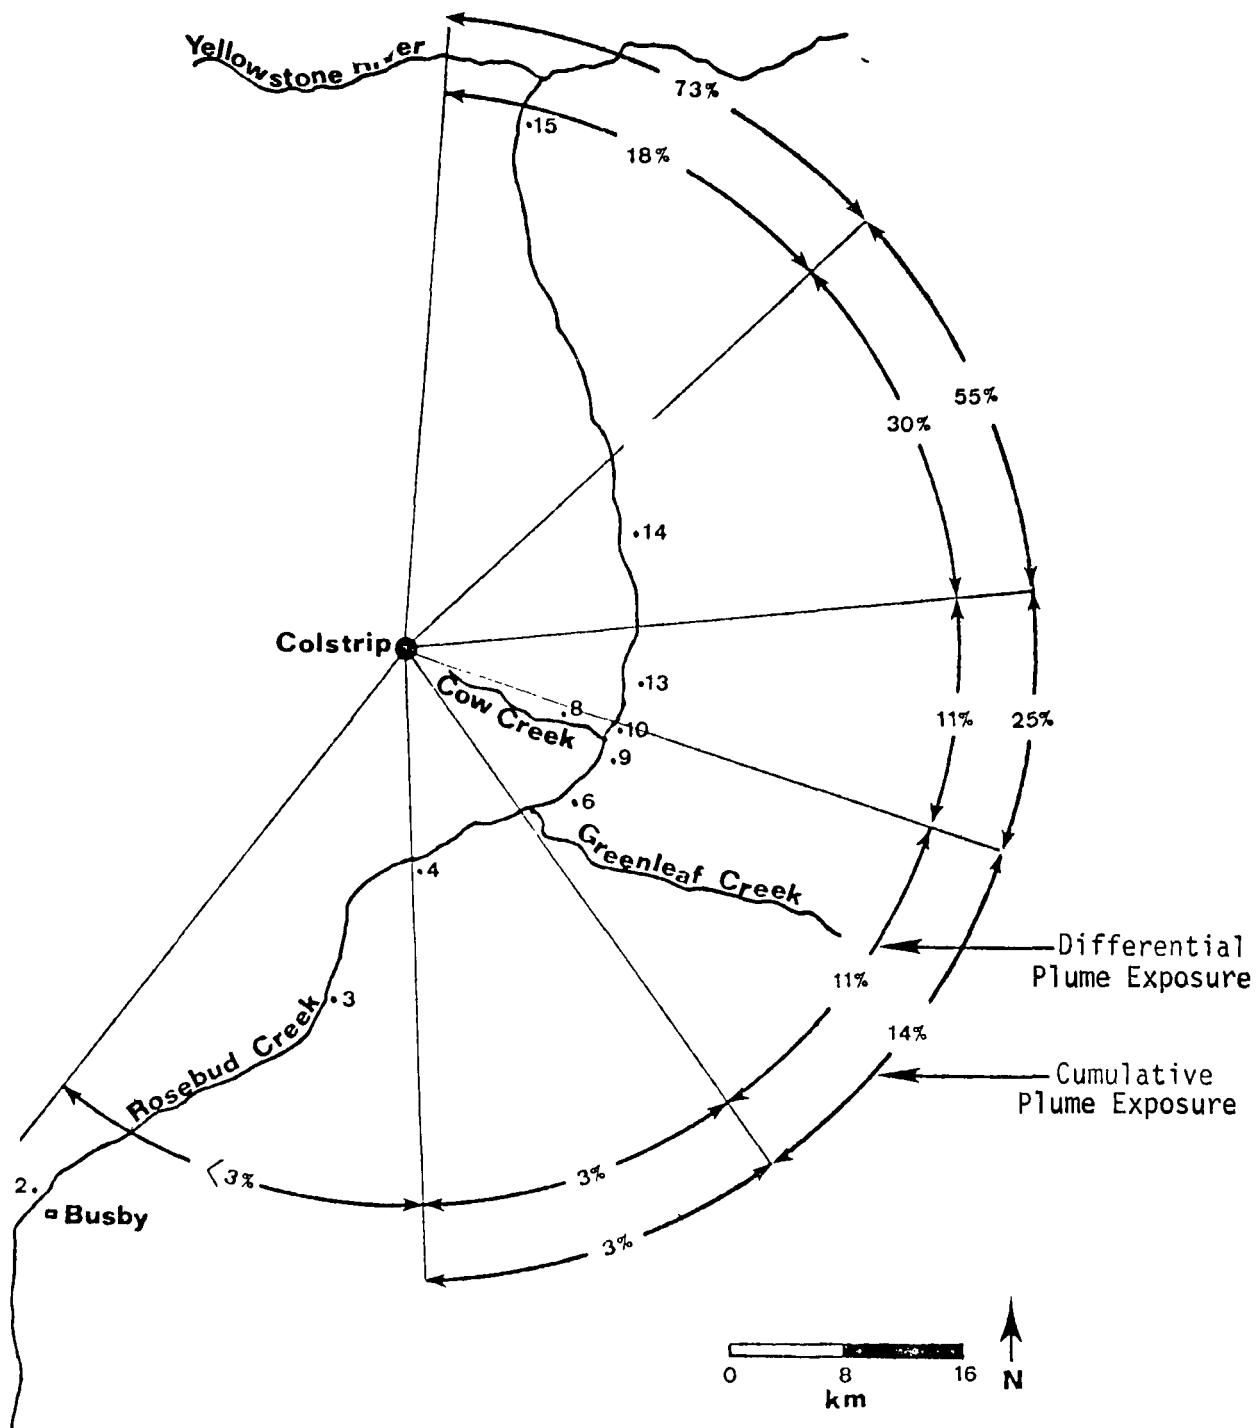 Yellowstone River
73%
.15
18%
55%
30%
.14
Colstrip
.13
Cow Creek
.8
.10
11%
25%
.9
.6
Greenleaf Creek
.4
Differential
Plume Exposure
11%
.3
14%
Rosebud Creek
Cumulative
Plume Exposure
<3%
3%
2.
Busby
3%
0 8 16
km
N